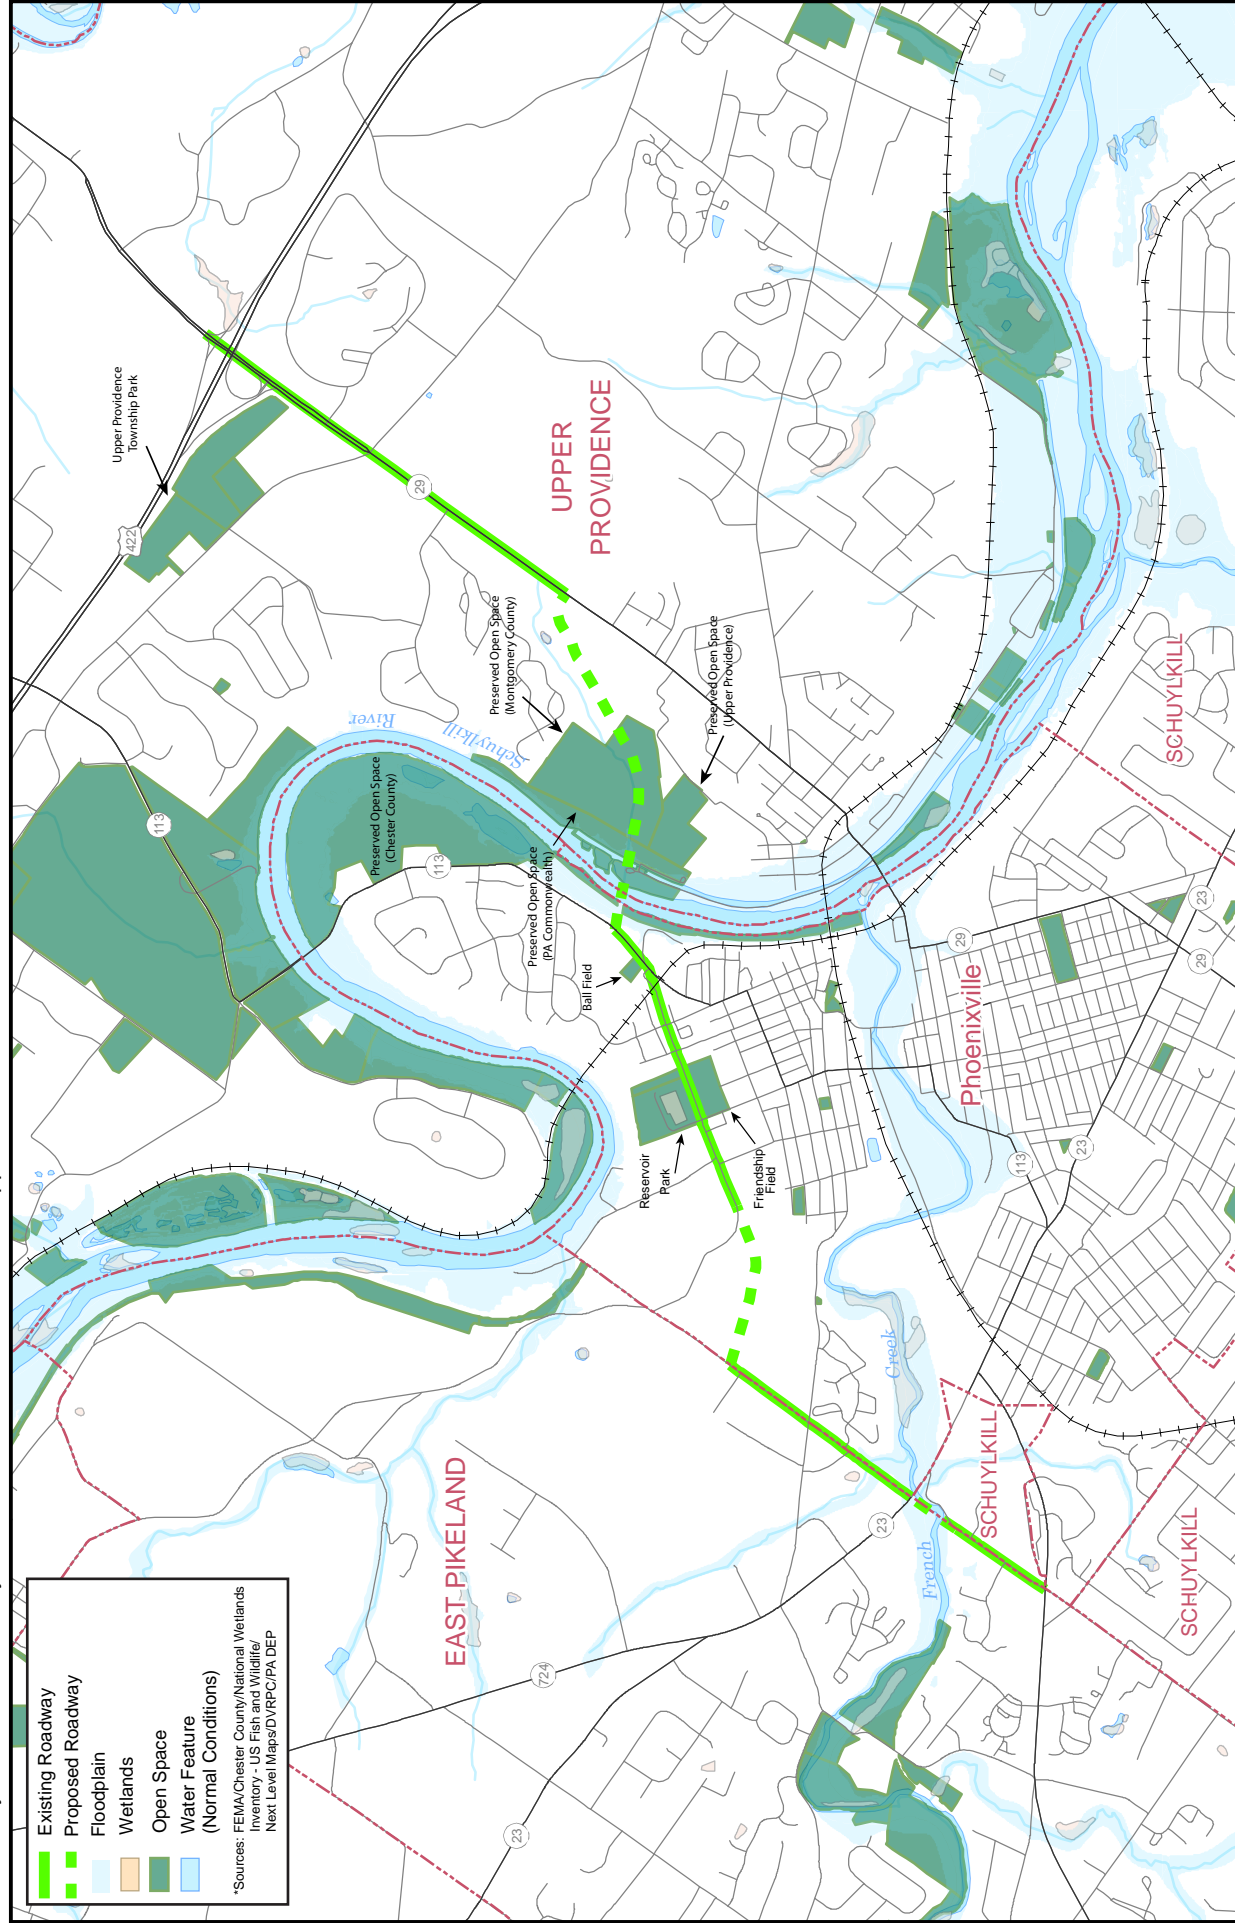 Existing Roadway
Proposed Roadway
Floodplain
Wetlands
Open Space
Water Feature
(Normal Conditions)
*Sources: FEMA/Chester County/National Wetlands
Inventory - US Fish and Wildlife/
Next Level Maps/DVRPC/PA DEP
Upper Providence
Township Park
422
29
UPPER
PROVIDENCE
113
Schuylkill
River
Preserved Open Space
(Chester County)
113
Preserved Open Space
(Montgomery County)
Preserved Open Space
(PA Commonwealth)
Preserved Open Space
(Upper Providence)
Ball Field
Reservoir
Park
Friendship
Field
EAST PIKELAND
724
23
23
French
Creek
SCHUYLKILL
SCHUYLKILL
SCHUYLKILL
Phoenixville
29
23
29
113
23